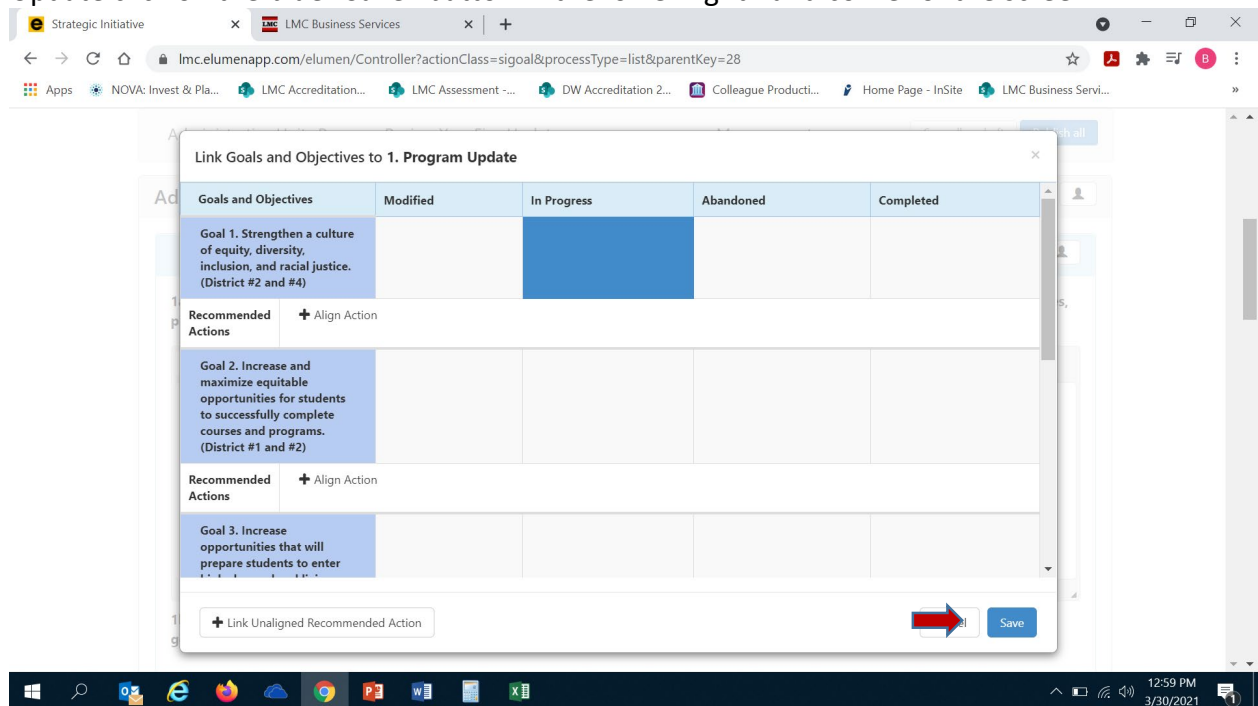 Strategic Initiative
LMC LMC Business Services
lmc.elumenapp.com/elumen/Controller?actionClass=sigoal&processType=list&parentKey=28
B
Apps NOVA: Invest & Pla... LMC Accreditation... LMC Assessment -... DW Accreditation 2... Colleague Producti... Home Page - InSite LMC Business Servi... »
Link Goals and Objectives to 1. Program Update ×
Ad
Goals and Objectives Modified In Progress Abandoned Completed
Goal 1. Strengthen a culture
of equity, diversity,
inclusion, and racial justice.
(District #2 and #4)
Recommended
Actions
+ Align Action
Goal 2. Increase and
maximize equitable
opportunities for students
to successfully complete
courses and programs.
(District #1 and #2)
Recommended
Actions
+ Align Action
Goal 3. Increase
opportunities that will
prepare students to enter
+ Link Unaligned Recommended Action
Save
12:59 PM
3/30/2021
1